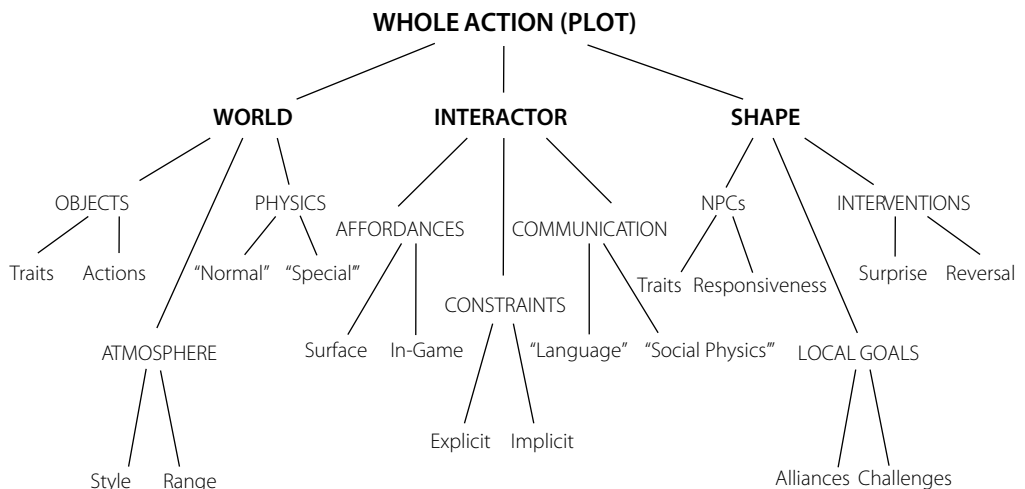 WHOLE ACTION (PLOT)
WORLD INTERACTOR SHAPE
OBJECTS PHYSICS NPCs INTERVENTIONS
AFFORDANCES COMMUNICATION
Traits Actions “Normal” “Special’” Surprise Reversal
Traits Responsiveness
CONSTRAINTS
ATMOSPHERE Surface In-Game “Language” “Social Physics’” LOCAL GOALS
Explicit Implicit
Style Range Alliances Challenges